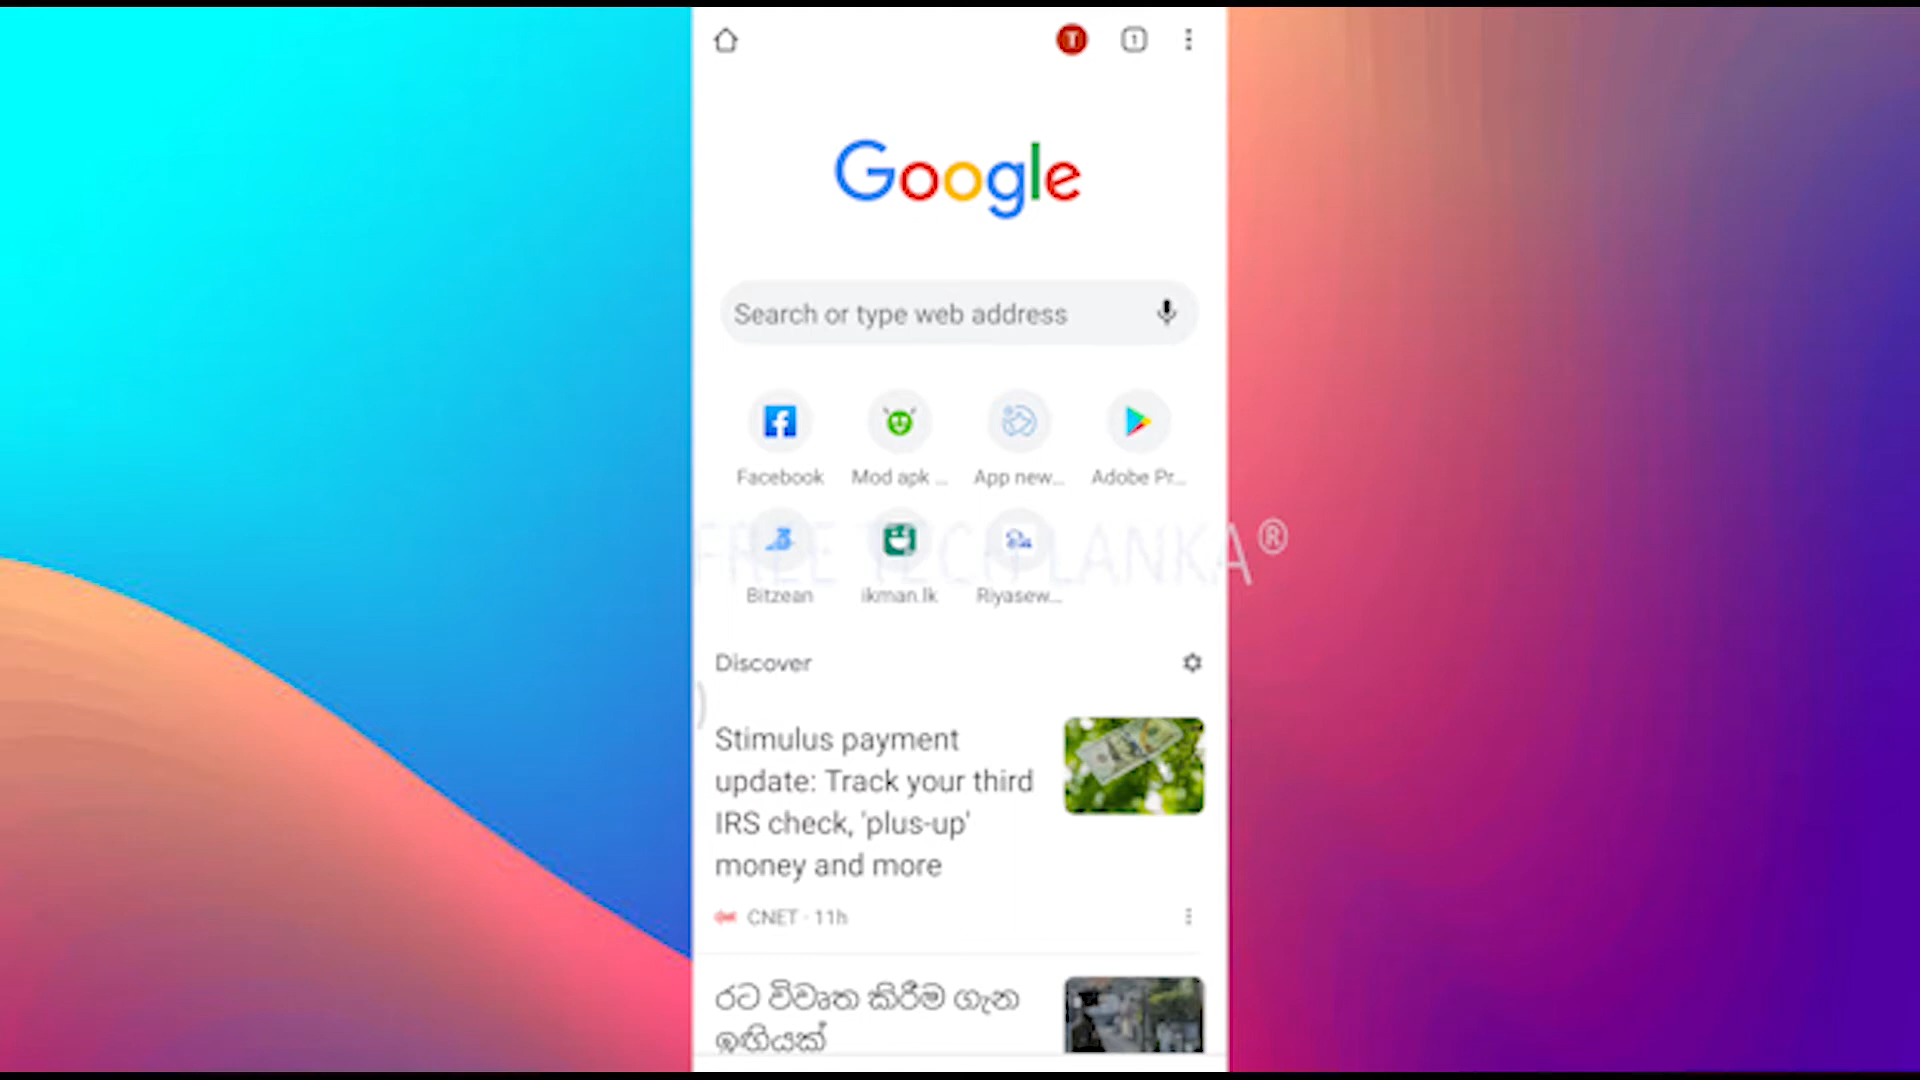 T
1
Google
Search or type web address
Facebook
Mod apk ...
App new...
Adobe Pr...
FREE TECH LANKA®
Bitzean
ikman.lk
Riyasew...
Discover
Stimulus payment
update: Track your third
IRS check, 'plus-up'
money and more
CNET · 11h
රට විවෘත කිරීම ගැන
ඉඟියක්